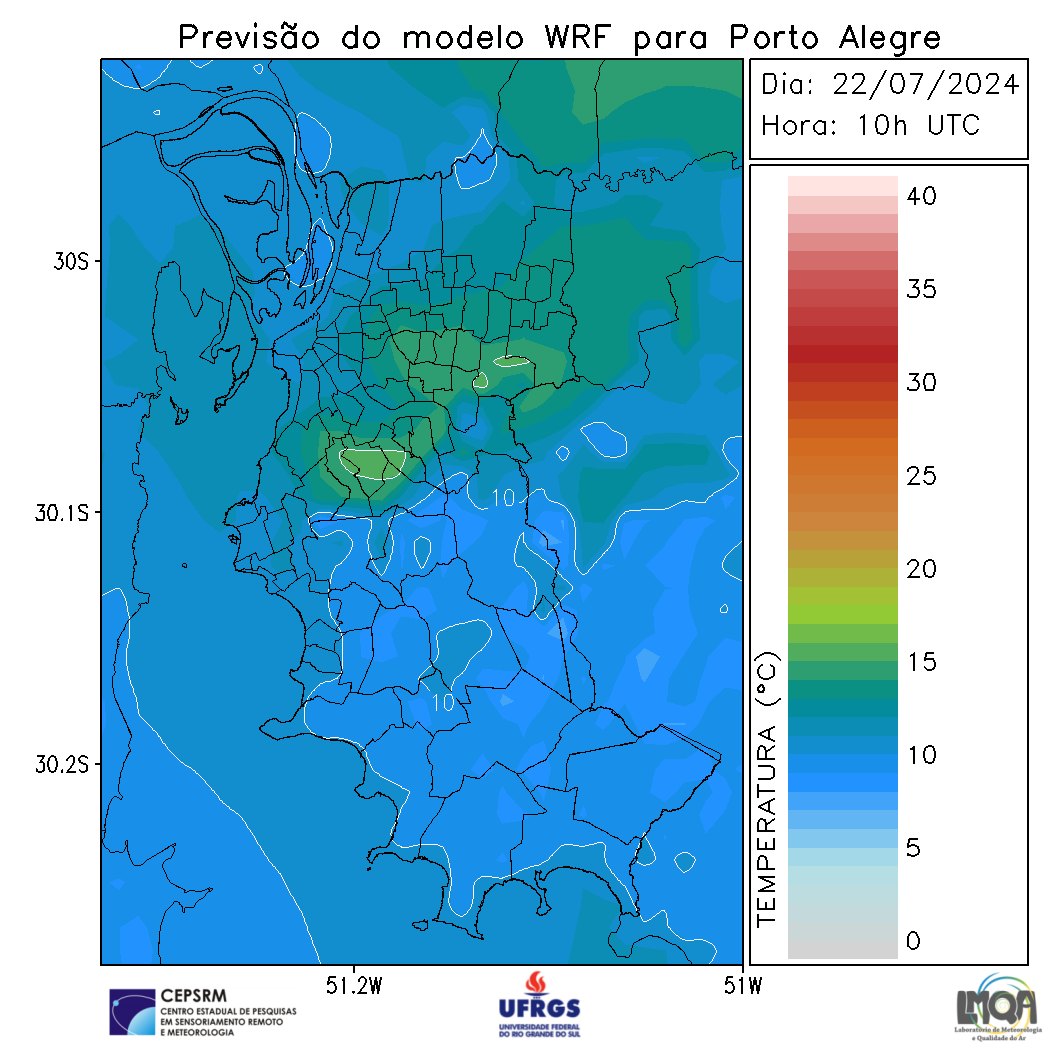 Previsão do modelo WRF para Porto Alegre
Dia: 22/07/2024
Hora: 10h UTC
40
35
30
25
20
15
10
5
0
TEMPERATURA (°C)
30S
30.1S
30.2S
51.2W
51W
10
10
CEPSRM
CENTRO ESTADUAL DE PESQUISAS
EM SENSORIAMENTO REMOTO
E METEOROLOGIA
UFRGS
UNIVERSIDADE FEDERAL
DO RIO GRANDE DO SUL
LMQA
Laboratório de Meteorologia
e Qualidade do Ar